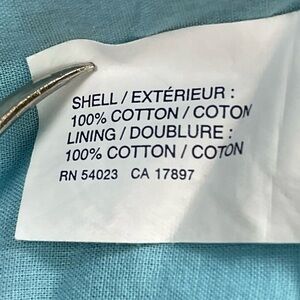 SHELL / EXTÉRIEUR :
100% COTTON / COTON
LINING / DOUBLURE :
100% COTTON / COTON
RN 54023 CA 17897